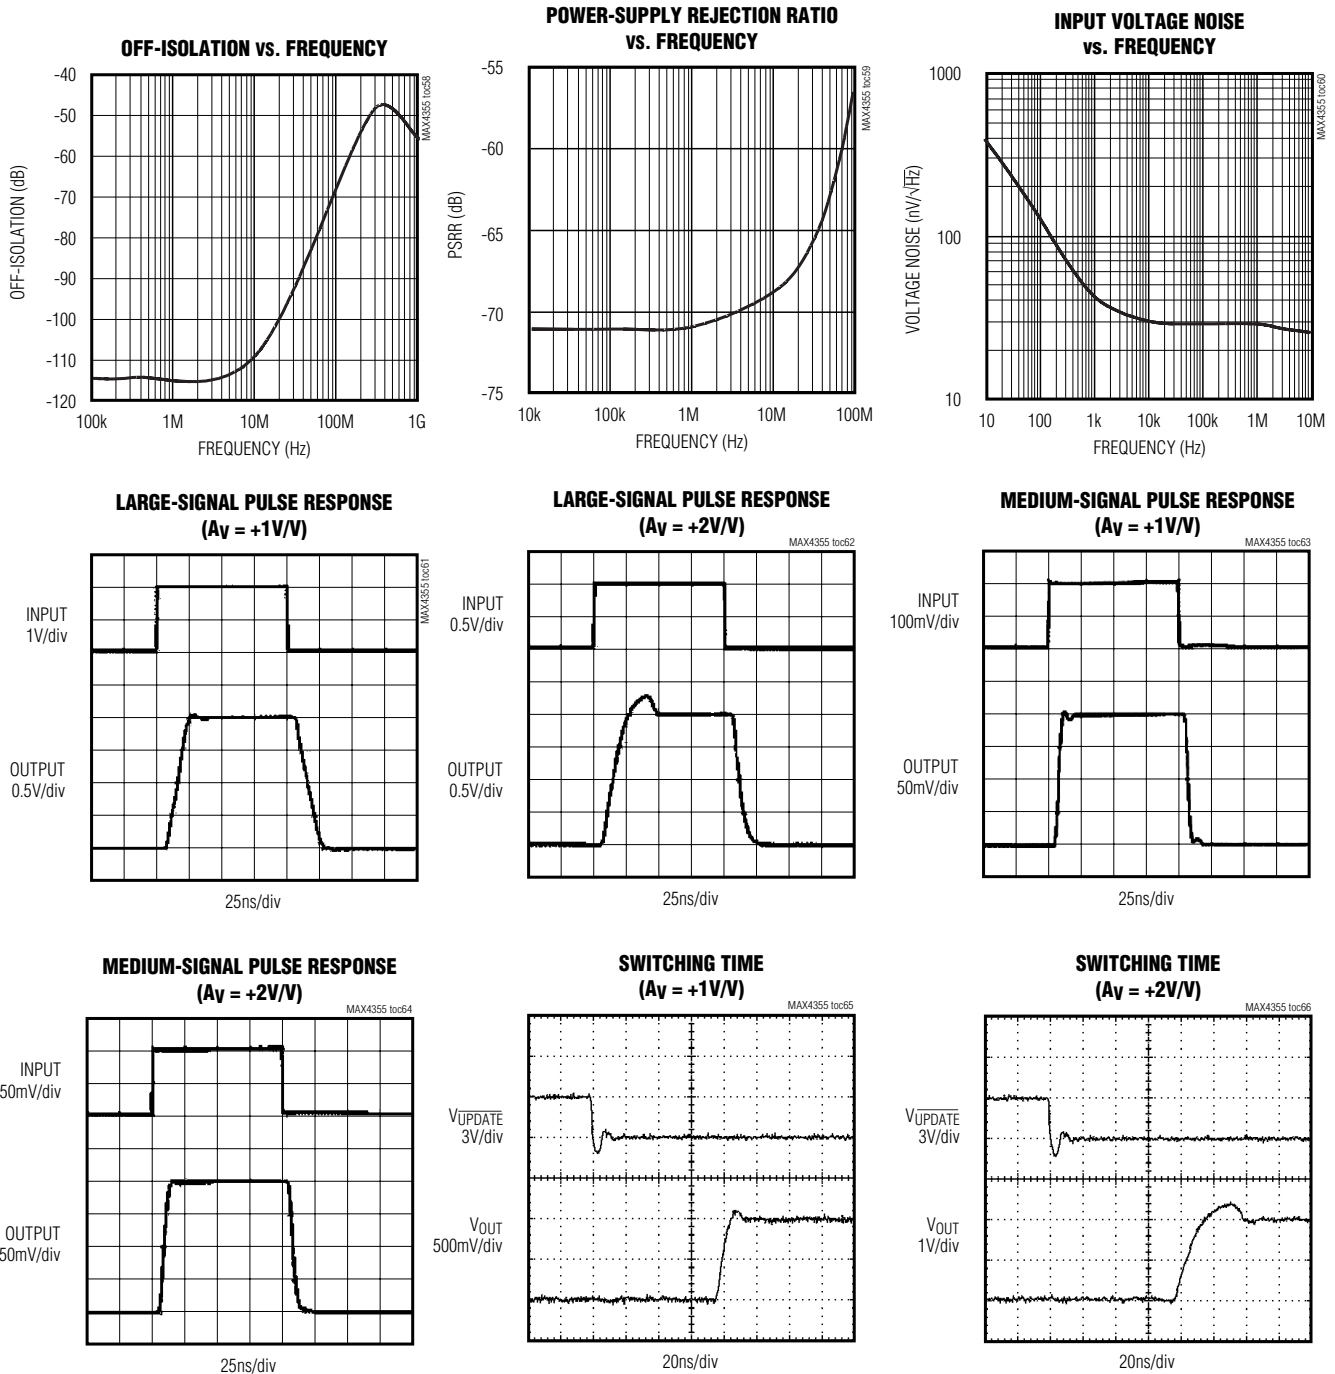 OFF-ISOLATION vs. FREQUENCY
MAX4355 toc58
OFF-ISOLATION (dB)
-40
-50
-60
-70
-80
-90
-100
-110
-120
100k 1M 10M 100M 1G
FREQUENCY (Hz)
POWER-SUPPLY REJECTION RATIO
vs. FREQUENCY
MAX4355 toc59
PSRR (dB)
-55
-60
-65
-70
-75
10k 100k 1M 10M 100M
FREQUENCY (Hz)
INPUT VOLTAGE NOISE
vs. FREQUENCY
MAX4355 toc60
VOLTAGE NOISE (nV/√Hz)
1000
100
10
10 100 1k 10k 100k 1M 10M
FREQUENCY (Hz)
LARGE-SIGNAL PULSE RESPONSE
(AV = +1V/V)
MAX4355 toc61
INPUT
1V/div
OUTPUT
0.5V/div
25ns/div
LARGE-SIGNAL PULSE RESPONSE
(AV = +2V/V)
MAX4355 toc62
INPUT
0.5V/div
OUTPUT
0.5V/div
25ns/div
MEDIUM-SIGNAL PULSE RESPONSE
(AV = +1V/V)
MAX4355 toc63
INPUT
100mV/div
OUTPUT
50mV/div
25ns/div
MEDIUM-SIGNAL PULSE RESPONSE
(AV = +2V/V)
MAX4355 toc64
INPUT
50mV/div
OUTPUT
50mV/div
25ns/div
SWITCHING TIME
(AV = +1V/V)
MAX4355 toc65
VUPDATE
3V/div
VOUT
500mV/div
20ns/div
SWITCHING TIME
(AV = +2V/V)
MAX4355 toc66
VUPDATE
3V/div
VOUT
1V/div
20ns/div